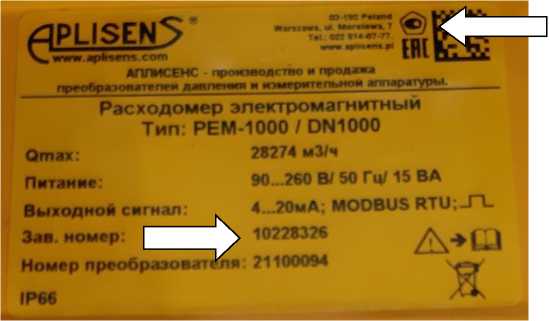 APLISENS
www.aplisens.com
03-192 Poland
Warszawa, ul. Morelowa, 7
Tel.: 022 814-07-77,
www.aplisens.pl
EAC
АПЛИСЕНС - производство и продажа
преобразователей давления и измерительной аппаратуры.
Расходомер электромагнитный
Тип: РЕМ-1000 / DN1000
Qmax: 28274 м3/ч
Питание: 90...260 В/ 50 Гц/ 15 ВА
Выходной сигнал: 4...20мА; MODBUS RTU;
Зав. номер: 10228326
Номер преобразователя: 21100094
IP66